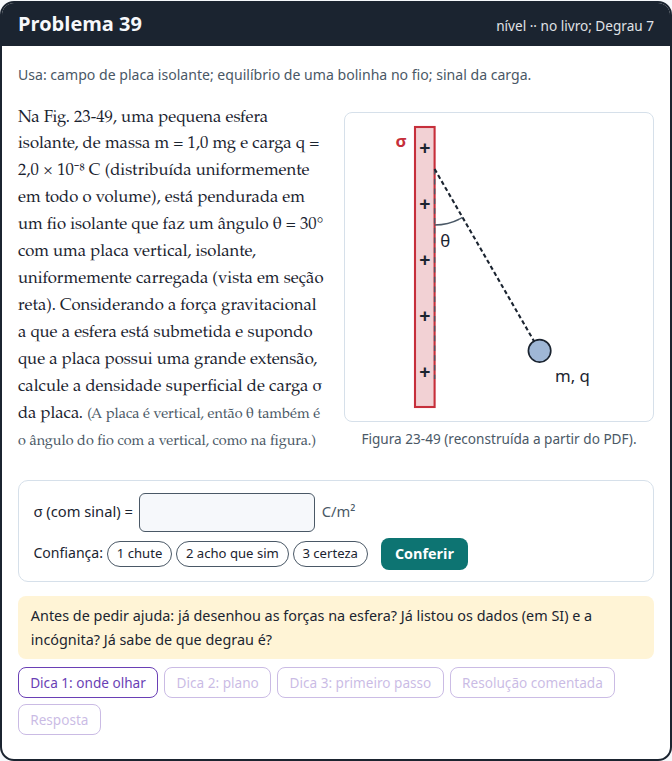 Problema 39
nível ·· no livro; Degrau 7
Usa: campo de placa isolante; equilíbrio de uma bolinha no fio; sinal da carga.
Na Fig. 23-49, uma pequena esfera
isolante, de massa m = 1,0 mg e carga q =
2,0 × 10⁻⁸ C (distribuída uniformemente
em todo o volume), está pendurada em
um fio isolante que faz um ângulo θ = 30°
com uma placa vertical, isolante,
uniformemente carregada (vista em seção
reta). Considerando a força gravitacional
a que a esfera está submetida e supondo
que a placa possui uma grande extensão,
calcule a densidade superficial de carga σ
da placa. (A placa é vertical, então θ também é
o ângulo do fio com a vertical, como na figura.)
σ
+
+
+
+
+
θ
m, q
Figura 23-49 (reconstruída a partir do PDF).
σ (com sinal) =
C/m²
Confiança: 1 chute 2 acho que sim 3 certeza Conferir
Antes de pedir ajuda: já desenhou as forças na esfera? Já listou os dados (em SI) e a
incógnita? Já sabe de que degrau é?
Dica 1: onde olhar Dica 2: plano Dica 3: primeiro passo Resolução comentada
Resposta